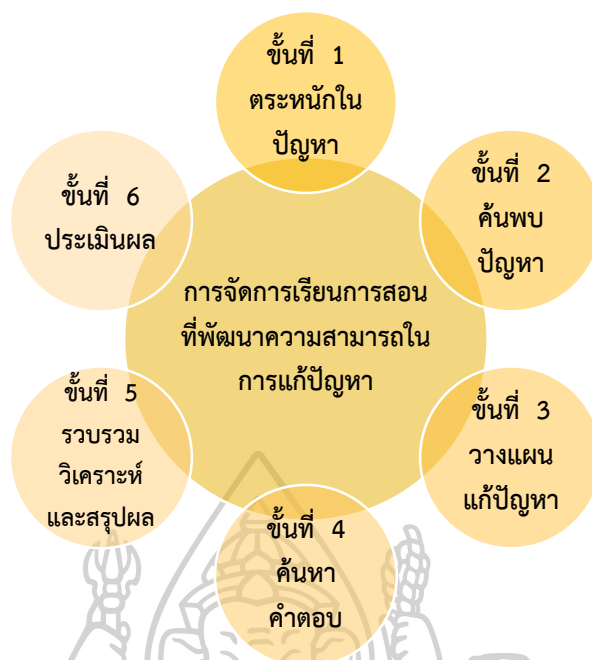 ขั้นที่ 1
ตระหนักใน
ปัญหา
ขั้นที่ 2
ค้นพบ
ปัญหา
ขั้นที่ 3
วางแผน
แก้ปัญหา
ขั้นที่ 4
ค้นหา
คำตอบ
ขั้นที่ 5
รวบรวม
วิเคราะห์
และสรุปผล
ขั้นที่ 6
ประเมินผล
การจัดการเรียนการสอน
ที่พัฒนาความสามารถใน
การแก้ปัญหา